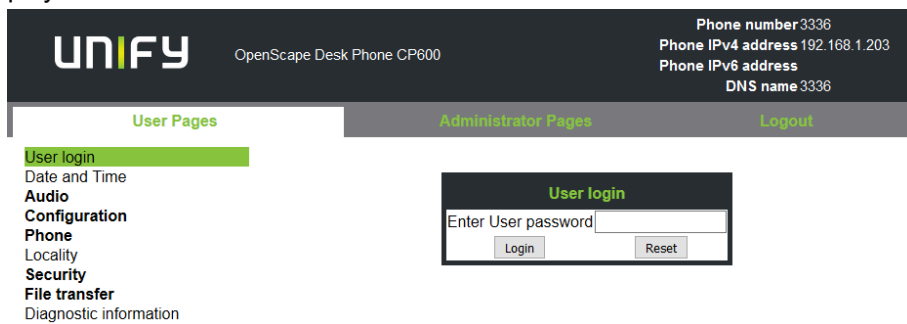 UNIFY
OpenScape Desk Phone CP600
Phone number 3336
Phone IPv4 address 192.168.1.203
Phone IPv6 address
DNS name 3336
User Pages
Administrator Pages
Logout
User login
Date and Time
Audio
Configuration
Phone
Locality
Security
File transfer
Diagnostic information
User login
Enter User password
Login
Reset